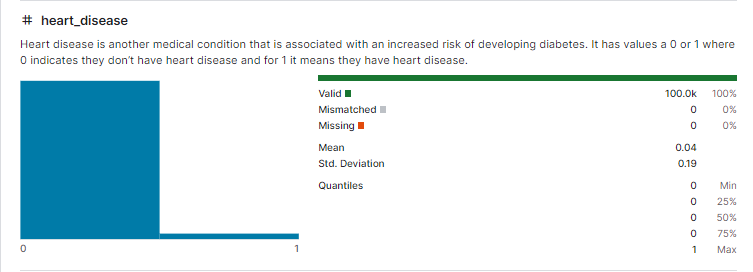 # heart_disease
Heart disease is another medical condition that is associated with an increased risk of developing diabetes. It has values a 0 or 1 where
0 indicates they don't have heart disease and for 1 it means they have heart disease.
0 1
Valid 100.0k 100%
Mismatched 0 0%
Missing 0 0%
Mean 0.04
Std. Deviation 0.19
Quantiles 0 Min
0 25%
0 50%
0 75%
1 Max